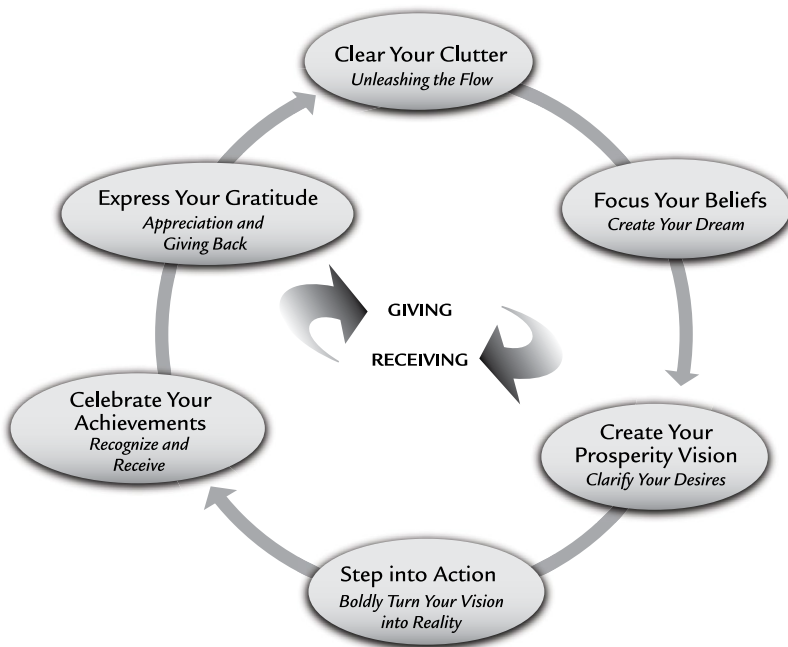 Clear Your Clutter
Unleashing the Flow
Focus Your Beliefs
Create Your Dream
Create Your
Prosperity Vision
Clarify Your Desires
Step into Action
Boldly Turn Your Vision
into Reality
Celebrate Your
Achievements
Recognize and
Receive
Express Your Gratitude
Appreciation and
Giving Back
GIVING
RECEIVING